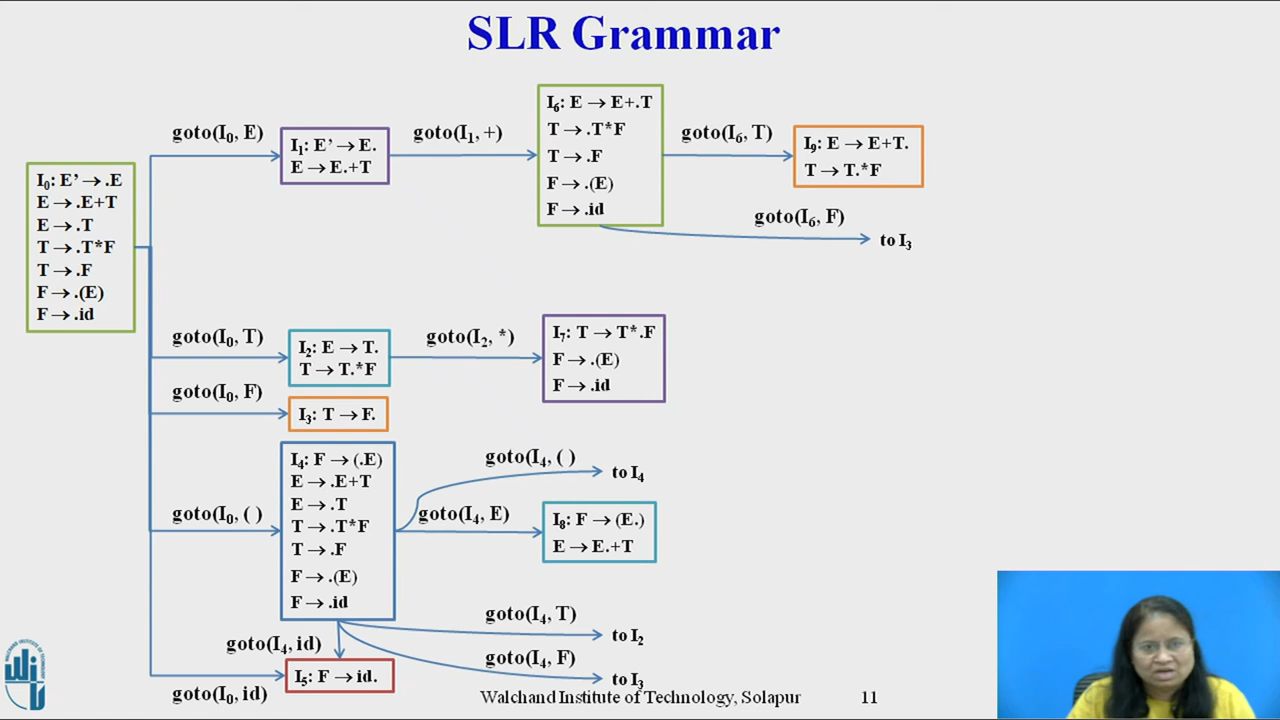 SLR Grammar
I₀: E’ → .E
E → .E+T
E → .T
T → .T*F
T → .F
F → .(E)
F → .id
goto(I₀, E)
I₁: E’ → E.
E → E.+T
goto(I₁, +)
I₆: E → E+.T
T → .T*F
T → .F
F → .(E)
F → .id
goto(I₆, T)
I₉: E → E+T.
T → T.*F
goto(I₆, F)
to I₃
goto(I₀, T)
I₂: E → T.
T → T.*F
goto(I₂, *)
I₇: T → T*.F
F → .(E)
F → .id
goto(I₀, F)
I₃: T → F.
goto(I₀, ( )
I₄: F → (.E)
E → .E+T
E → .T
T → .T*F
T → .F
F → .(E)
F → .id
goto(I₄, ( )
to I₄
goto(I₄, E)
I₈: F → (E.)
E → E.+T
goto(I₄, T)
to I₂
goto(I₄, F)
to I₃
goto(I₄, id)
goto(I₀, id)
I₅: F → id.
Walchand Institute of Technology, Solapur
11